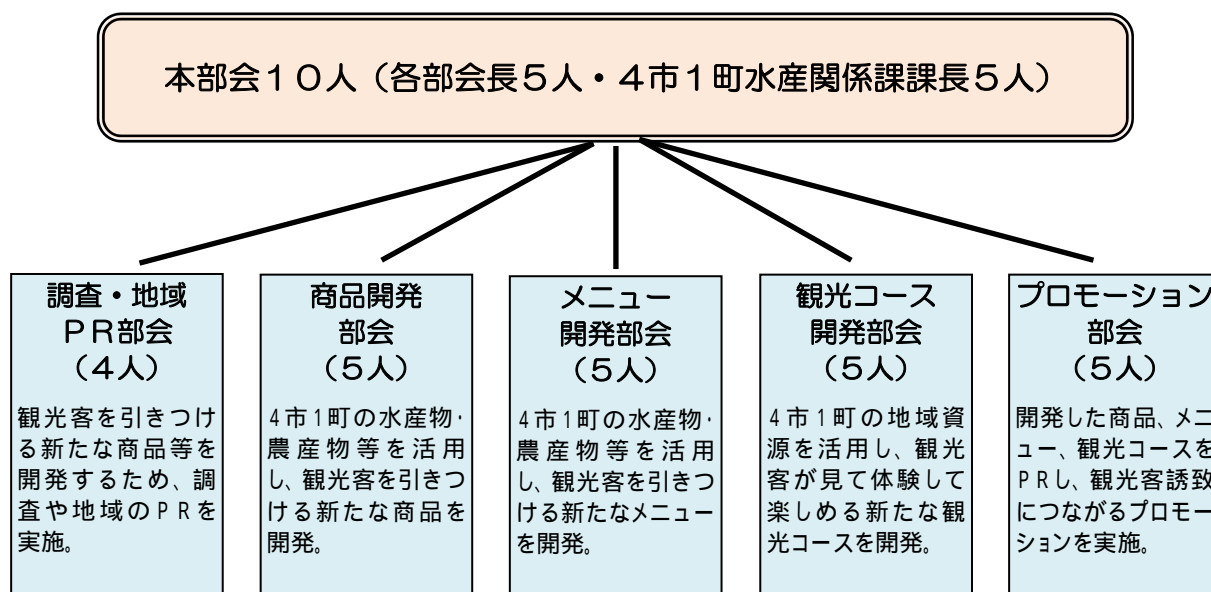 本部会１０人（各部会長５人・４市１町水産関係課課長５人）
調査・地域
ＰＲ部会
（４人）
観光客を引きつけ
る新たな商品等を
開発するため、調
査や地域のPRを
実施。
商品開発
部会
（５人）
4市1町の水産物・
農産物等を活用
し、観光客を引きつ
ける新たな商品を
開発。
メニュー
開発部会
（５人）
4市1町の水産物・
農産物等を活用
し、観光客を引きつ
ける新たなメニュー
を開発。
観光コース
開発部会
（５人）
4市1町の地域資
源を活用し、観光
客が見て体験して
楽しめる新たな観
光コースを開発。
プロモーション
部会
（５人）
開発した商品、メニ
ュー、観光コースを
PRし、観光客誘致
につながるプロモー
ションを実施。